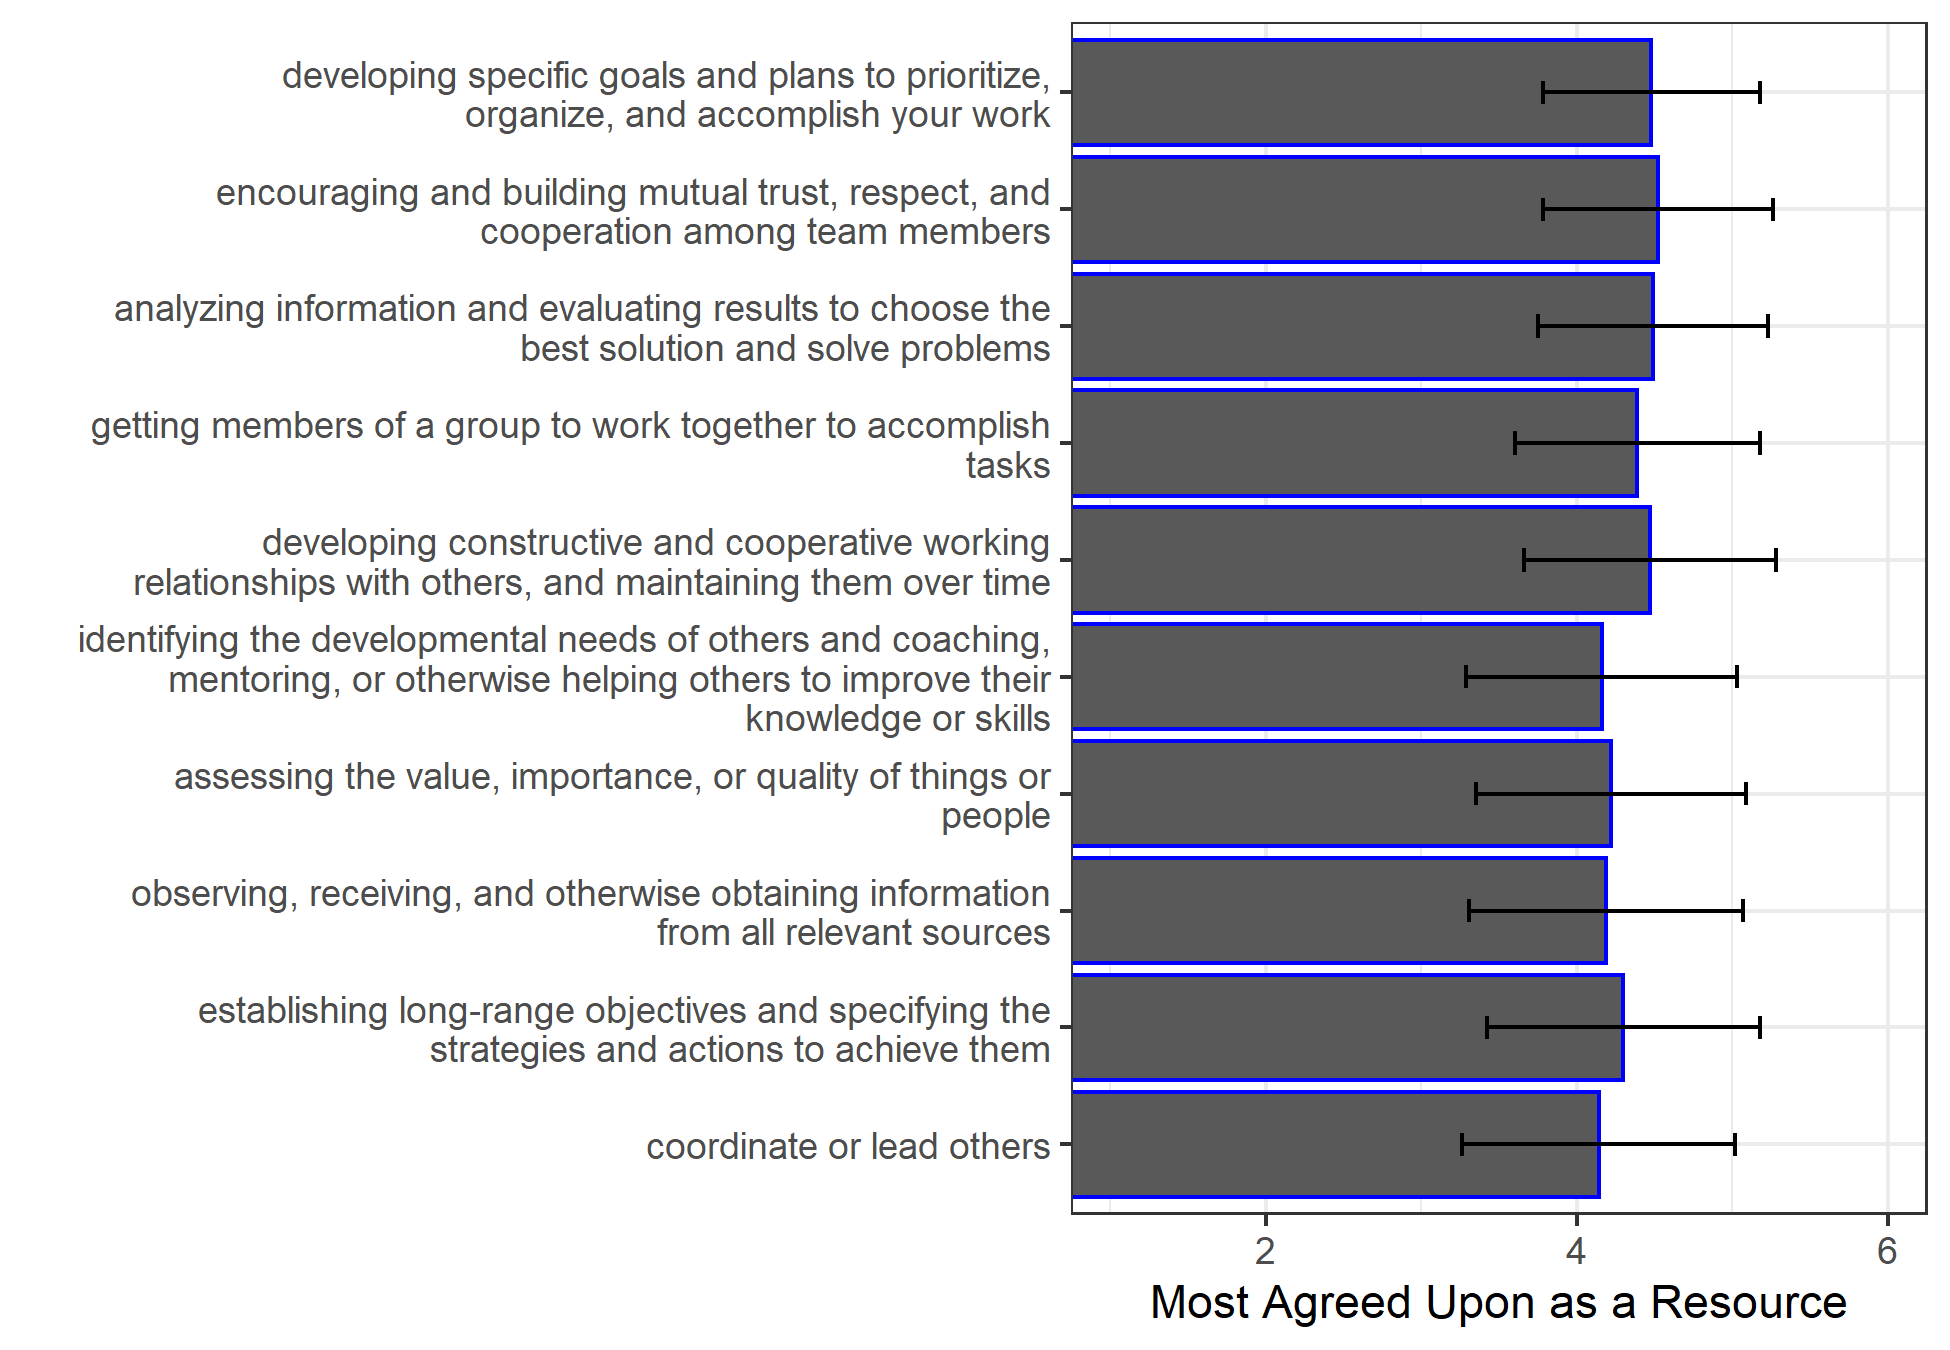 developing specific goals and plans to prioritize,
organize, and accomplish your work
encouraging and building mutual trust, respect, and
cooperation among team members
analyzing information and evaluating results to choose the
best solution and solve problems
getting members of a group to work together to accomplish
tasks
developing constructive and cooperative working
relationships with others, and maintaining them over time
identifying the developmental needs of others and coaching,
mentoring, or otherwise helping others to improve their
knowledge or skills
assessing the value, importance, or quality of things or
people
observing, receiving, and otherwise obtaining information
from all relevant sources
establishing long-range objectives and specifying the
strategies and actions to achieve them
coordinate or lead others
2 4 6
Most Agreed Upon as a Resource